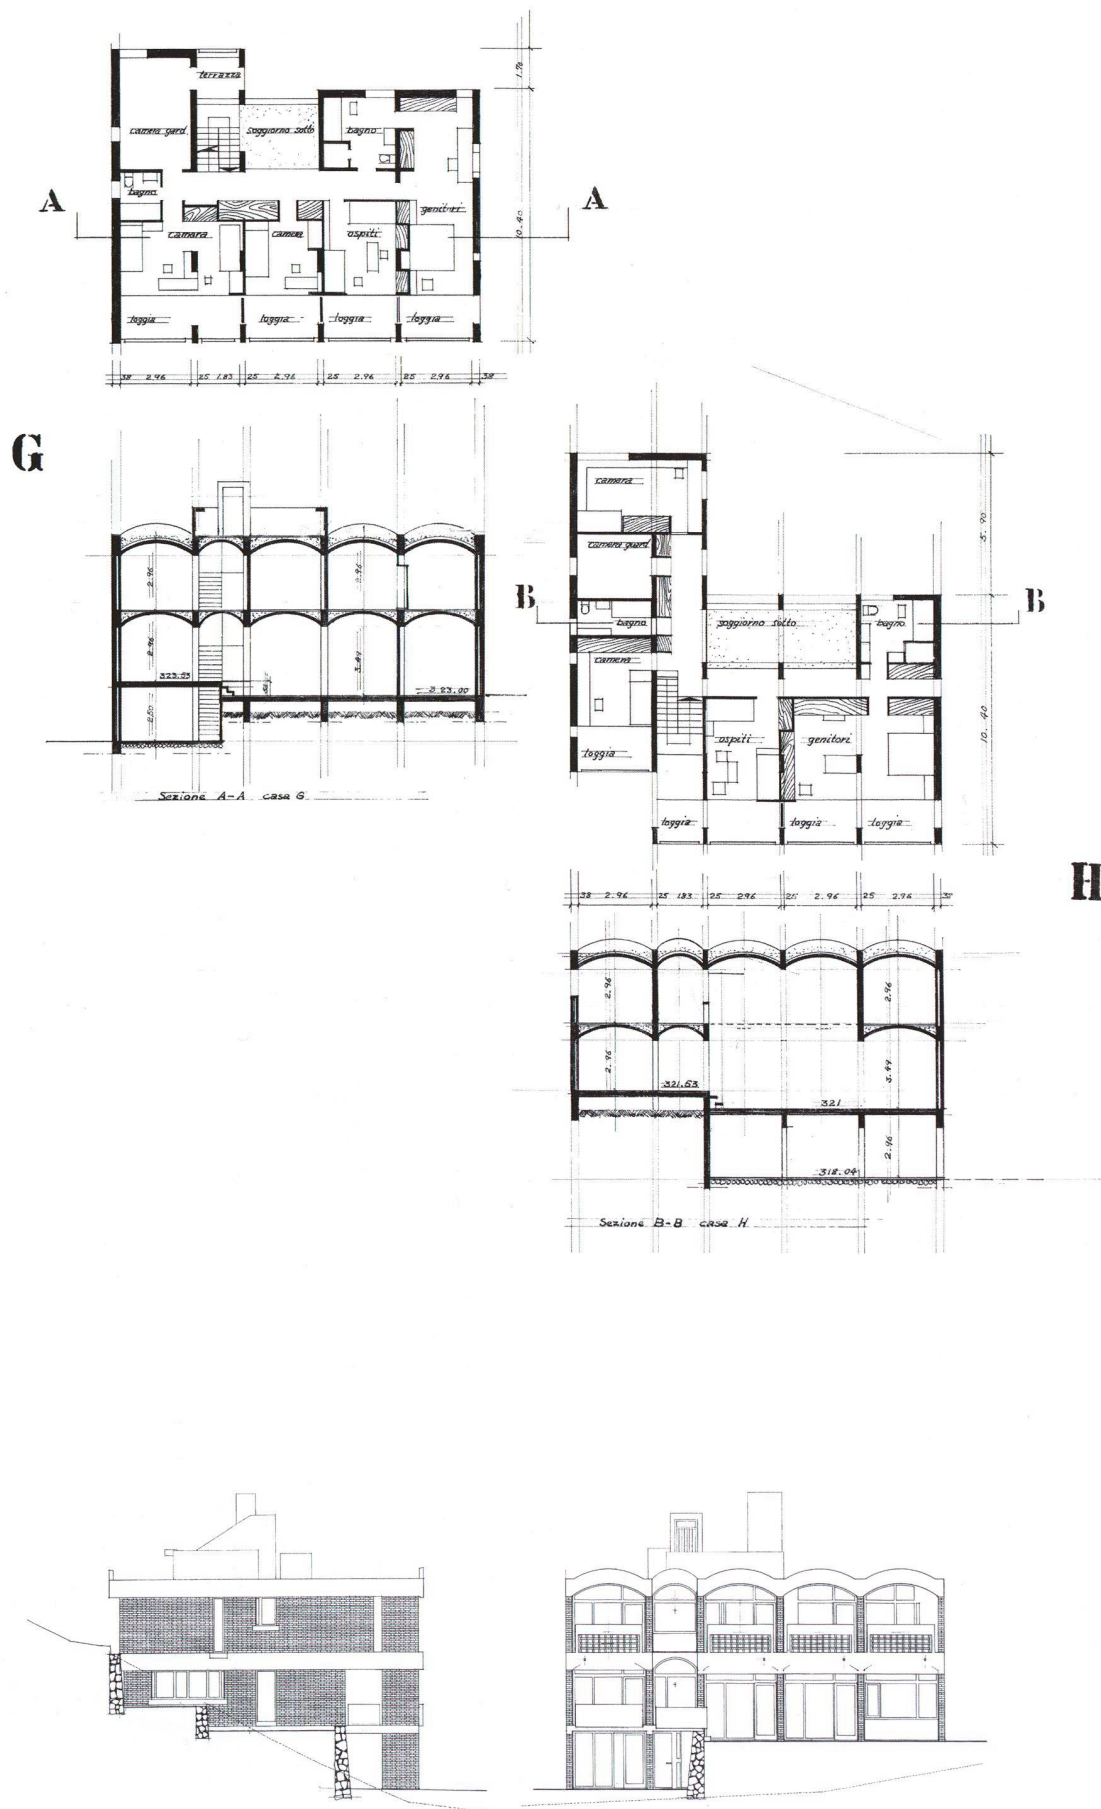 terrazza
1.70
camera gard
soggiorno sotto
bagno
bagno
A
A
genitori
camara
camera
ospiti
10.40
loggia
loggia
loggia
loggia
38 2.96 25 1.83 25 2.96 25 2.96 25 2.96 38
G
2.96
2.96
2.96
3.49
323.53
323.00
2.50
Sezione A-A casa G
camera
5.90
camera guard
B
B
bagno
soggiorno sotto
bagno
camera
ospiti
genitori
10.40
loggia
loggia
loggia
loggia
H
38 2.96 25 183 25 296 25 2.96 25 2.96 38
2.96
2.96
2.96
3.49
321.53
321
2.96
318.04
Sezione B-B casa H